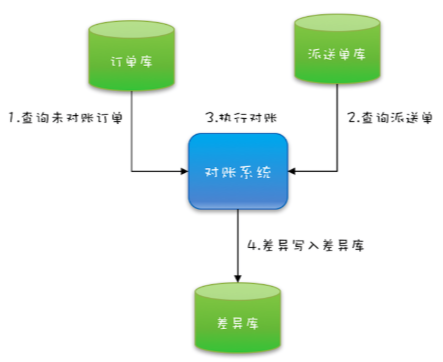 订单库
派送单库
1.查询未对账订单
3.执行对账
2.查询派送单
对账系统
4.差异写入差异库
差异库